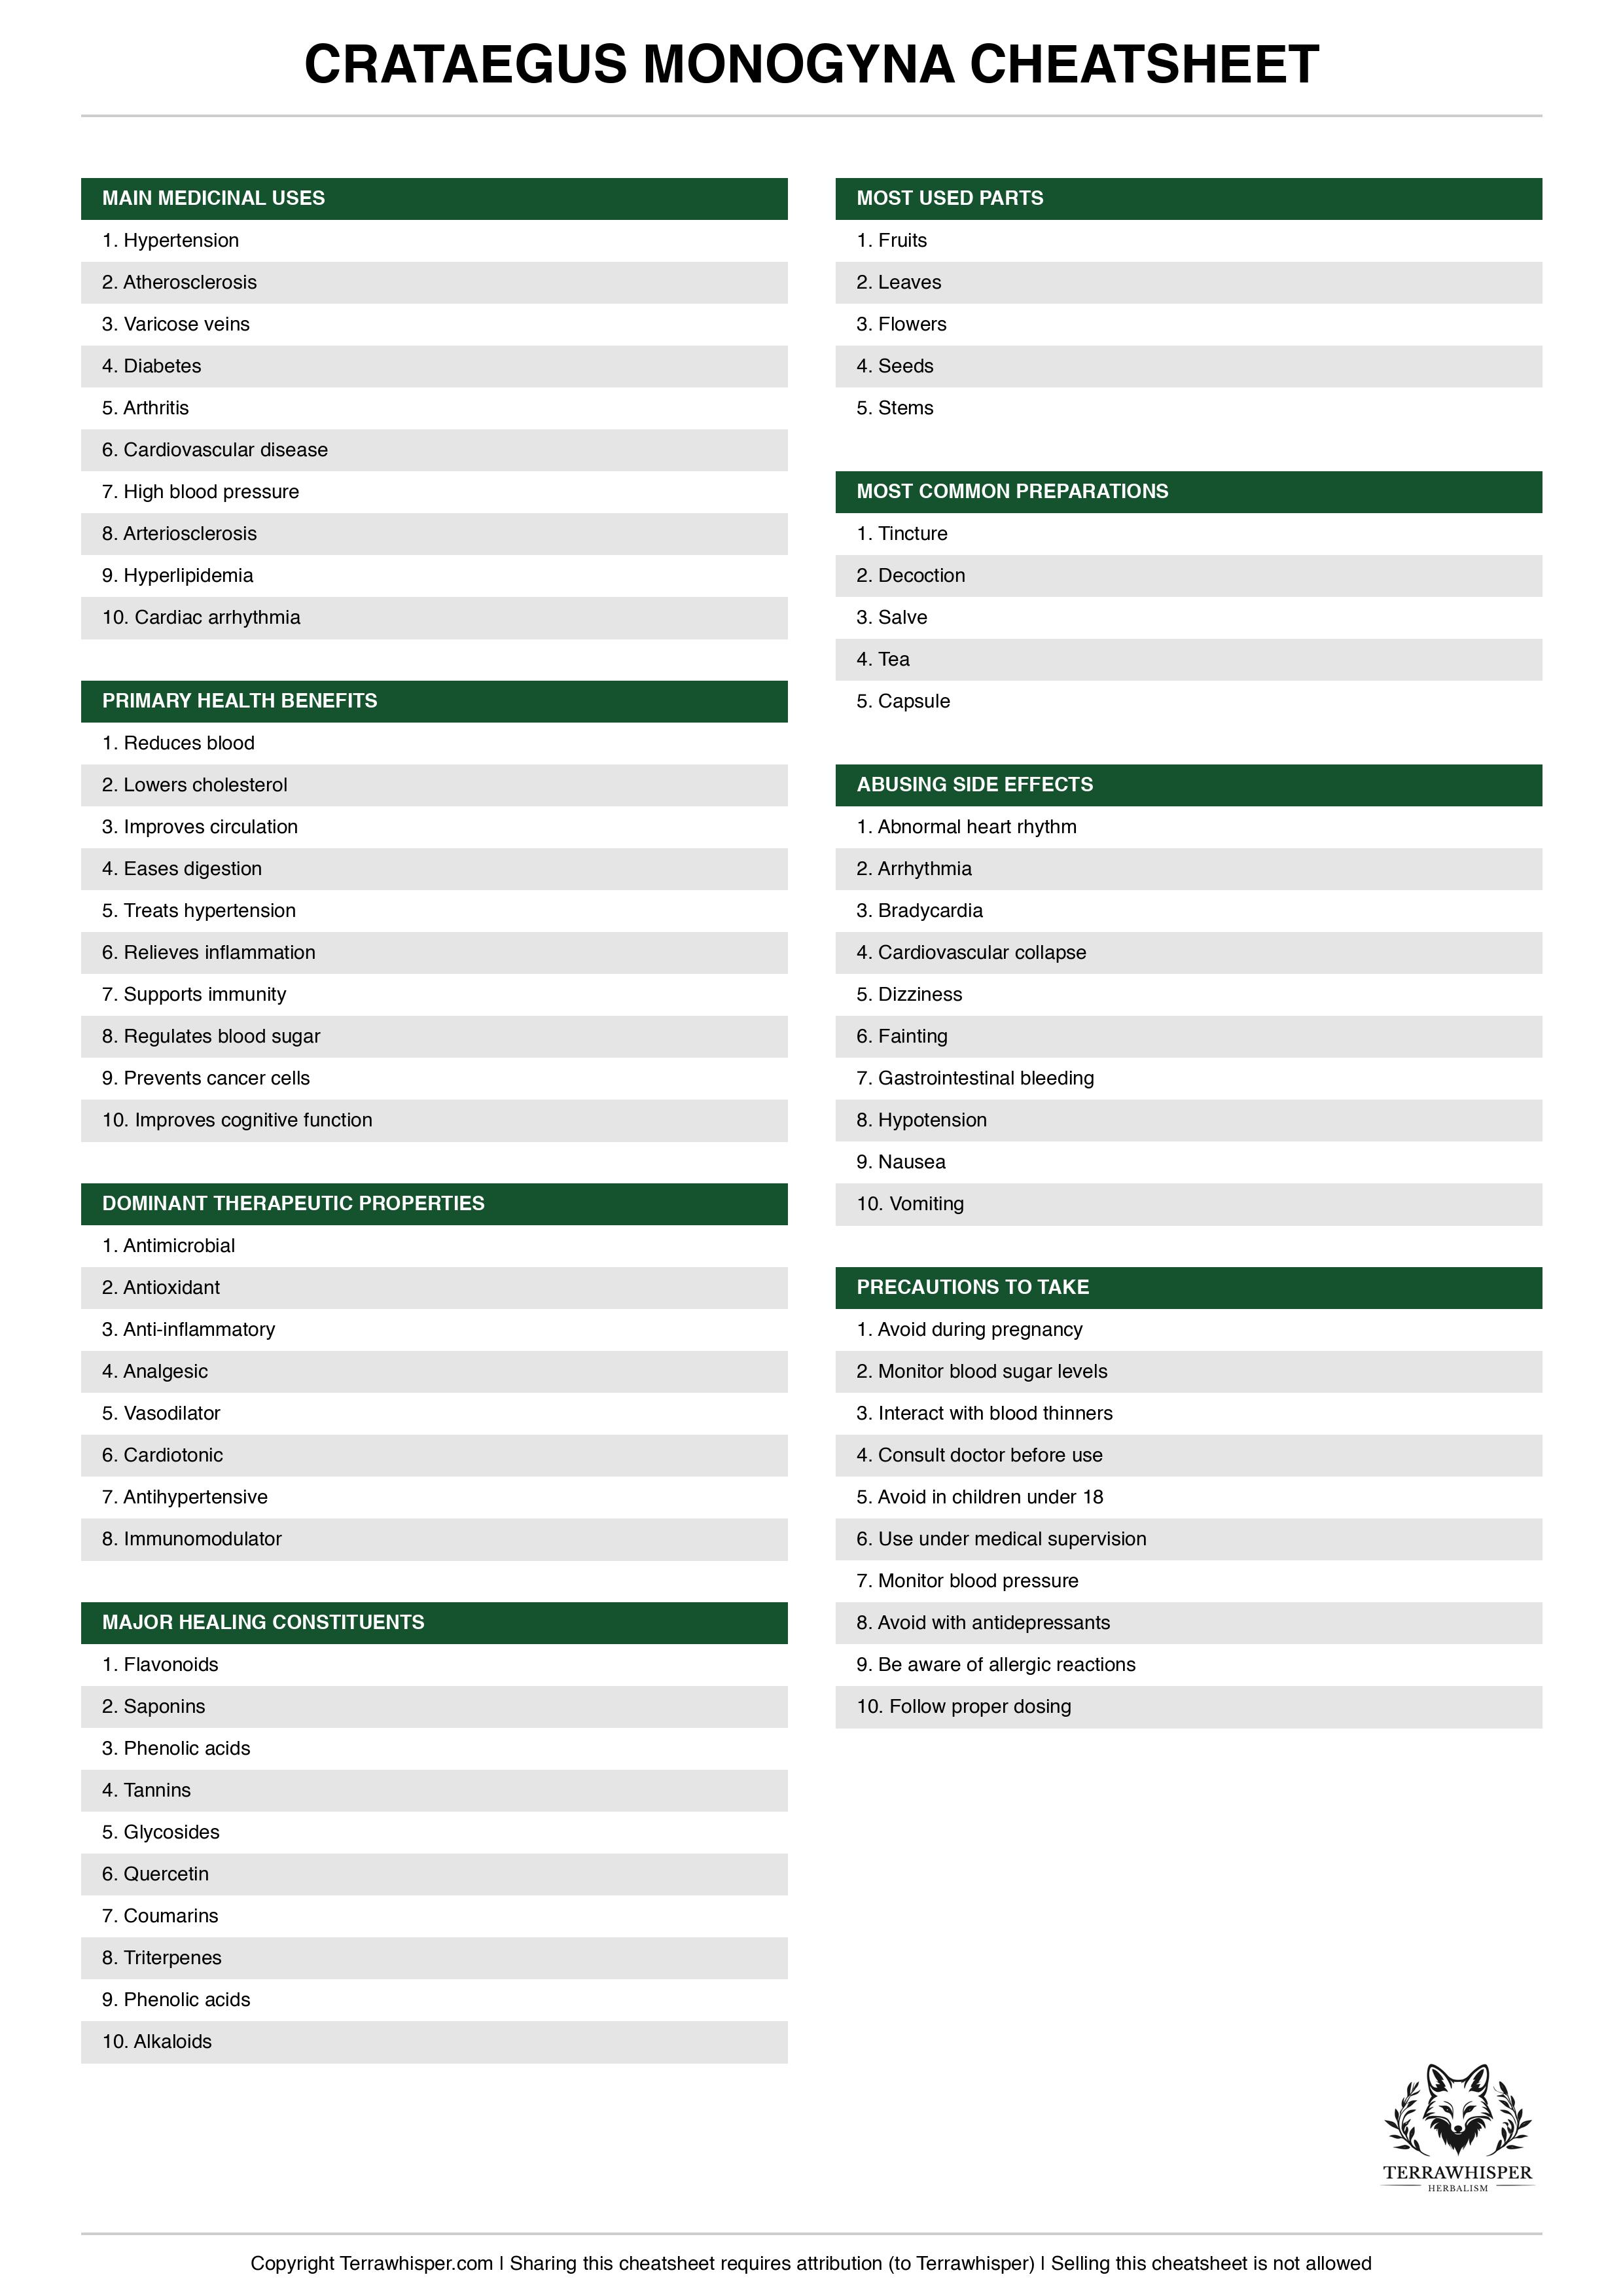 CRATAEGUS MONOGYNA CHEATSHEET
MAIN MEDICINAL USES
1. Hypertension
2. Atherosclerosis
3. Varicose veins
4. Diabetes
5. Arthritis
6. Cardiovascular disease
7. High blood pressure
8. Arteriosclerosis
9. Hyperlipidemia
10. Cardiac arrhythmia
PRIMARY HEALTH BENEFITS
1. Reduces blood
2. Lowers cholesterol
3. Improves circulation
4. Eases digestion
5. Treats hypertension
6. Relieves inflammation
7. Supports immunity
8. Regulates blood sugar
9. Prevents cancer cells
10. Improves cognitive function
DOMINANT THERAPEUTIC PROPERTIES
1. Antimicrobial
2. Antioxidant
3. Anti-inflammatory
4. Analgesic
5. Vasodilator
6. Cardiotonic
7. Antihypertensive
8. Immunomodulator
MAJOR HEALING CONSTITUENTS
1. Flavonoids
2. Saponins
3. Phenolic acids
4. Tannins
5. Glycosides
6. Quercetin
7. Coumarins
8. Triterpenes
9. Phenolic acids
10. Alkaloids
MOST USED PARTS
1. Fruits
2. Leaves
3. Flowers
4. Seeds
5. Stems
MOST COMMON PREPARATIONS
1. Tincture
2. Decoction
3. Salve
4. Tea
5. Capsule
ABUSING SIDE EFFECTS
1. Abnormal heart rhythm
2. Arrhythmia
3. Bradycardia
4. Cardiovascular collapse
5. Dizziness
6. Fainting
7. Gastrointestinal bleeding
8. Hypotension
9. Nausea
10. Vomiting
PRECAUTIONS TO TAKE
1. Avoid during pregnancy
2. Monitor blood sugar levels
3. Interact with blood thinners
4. Consult doctor before use
5. Avoid in children under 18
6. Use under medical supervision
7. Monitor blood pressure
8. Avoid with antidepressants
9. Be aware of allergic reactions
10. Follow proper dosing
TERRAWHISPER
HERBALISM
Copyright Terrawhisper.com | Sharing this cheatsheet requires attribution (to Terrawhisper) | Selling this cheatsheet is not allowed